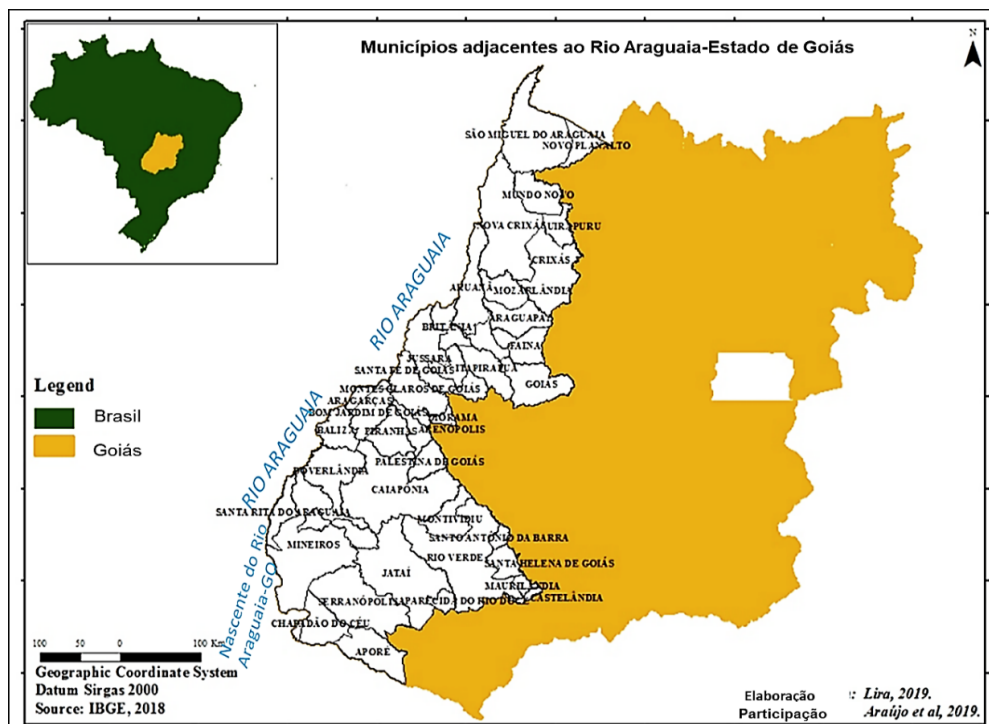 Municípios adjacentes ao Rio Araguaia-Estado de Goiás
N
SÃO MIGUEL DO ARAGUAIA
NOVO PLANALTO
MUNDO NOVO
NOVA CRIXÁS
UIRAPURU
CRIXÁS
ARUANÃ
MOZARLÂNDIA
RIO ARAGUAIA
ARAGUAPAZ
BRITÂNIA
FAINA
JUSSARA
SANTA FÉ DE GOIÁS
ITAPIRAPUÃ
GOIÁS
MONTES CLAROS DE GOIÁS
ARAGARÇAS
BOM JARDIM DE GOIÁS
DIORAMA
BALIZA
PIRANHAS
ARENÓPOLIS
RIO ARAGUAIA
PALESTINA DE GOIÁS
DOVERLÂNDIA
CAIAPÔNIA
SANTA RITA DO ARAGUAIA
MONTIVIDIU
SANTO ANTÔNIO DA BARRA
MINEIROS
RIO VERDE
SANTA HELENA DE GOIÁS
JATAÍ
MAURILÂNDIA
CASTELÂNDIA
SERRANÓPOLIS
APARECIDA DO RIO DOCE
CHAPADÃO DO CÉU
APORÉ
Nascente do Rio
Araguaia-GO
Legend
Brasil
Goiás
100 50 0 100 Km
Geographic Coordinate System
Datum Sirgas 2000
Source: IBGE, 2018
Elaboração : Lira, 2019.
Participação Araújo et al, 2019.